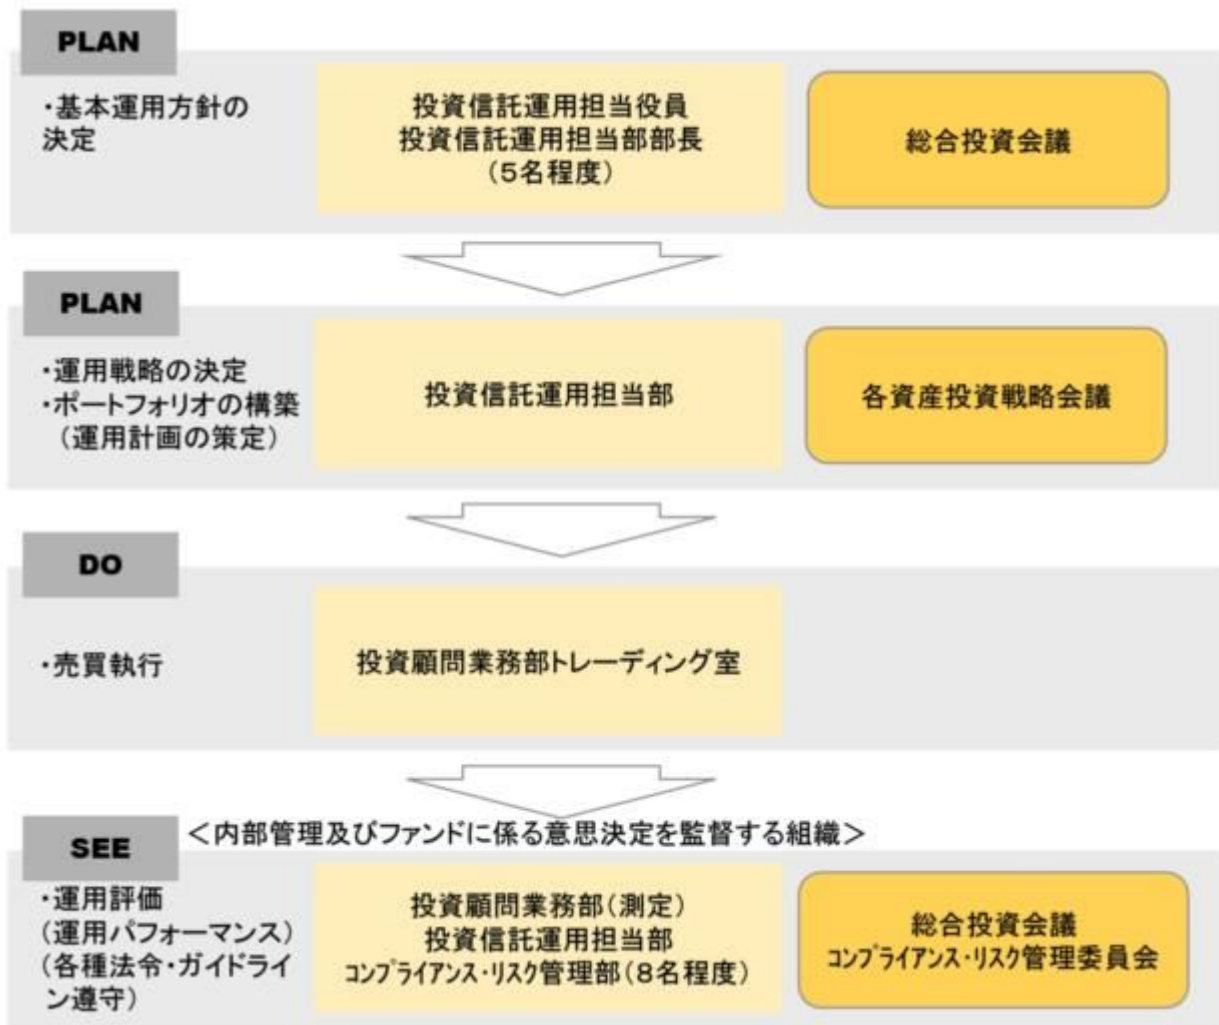 PLAN
・基本運用方針の
決定
投資信託運用担当役員
投資信託運用担当部部長
(5名程度)
総合投資会議
PLAN
・運用戦略の決定
・ポートフォリオの構築
(運用計画の策定)
投資信託運用担当部
各資産投資戦略会議
DO
・売買執行
投資顧問業務部トレーディング室
<内部管理及びファンドに係る意思決定を監督する組織>
SEE
・運用評価
(運用パフォーマンス)
(各種法令・ガイドライ
ン遵守)
投資顧問業務部(測定)
投資信託運用担当部
コンプライアンス・リスク管理部(8名程度)
総合投資会議
コンプライアンス・リスク管理委員会